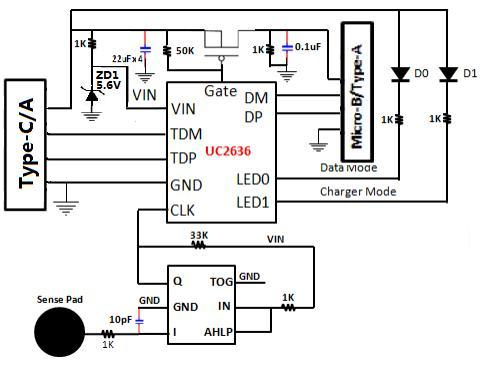 1K
22uFx4
50K
1K
0.1uF
ZD1
5.6V
VIN
Type-C/A
Micro-B/Type-A
D0
D1
1K
1K
Gate
VIN
TDM
TDP
GND
CLK
UC2636
DM
DP
LED0
LED1
Data Mode
Charger Mode
33K
VIN
Q
GND
I
TOG
IN
AHLP
GND
1K
Sense Pad
GND
10pF
1K